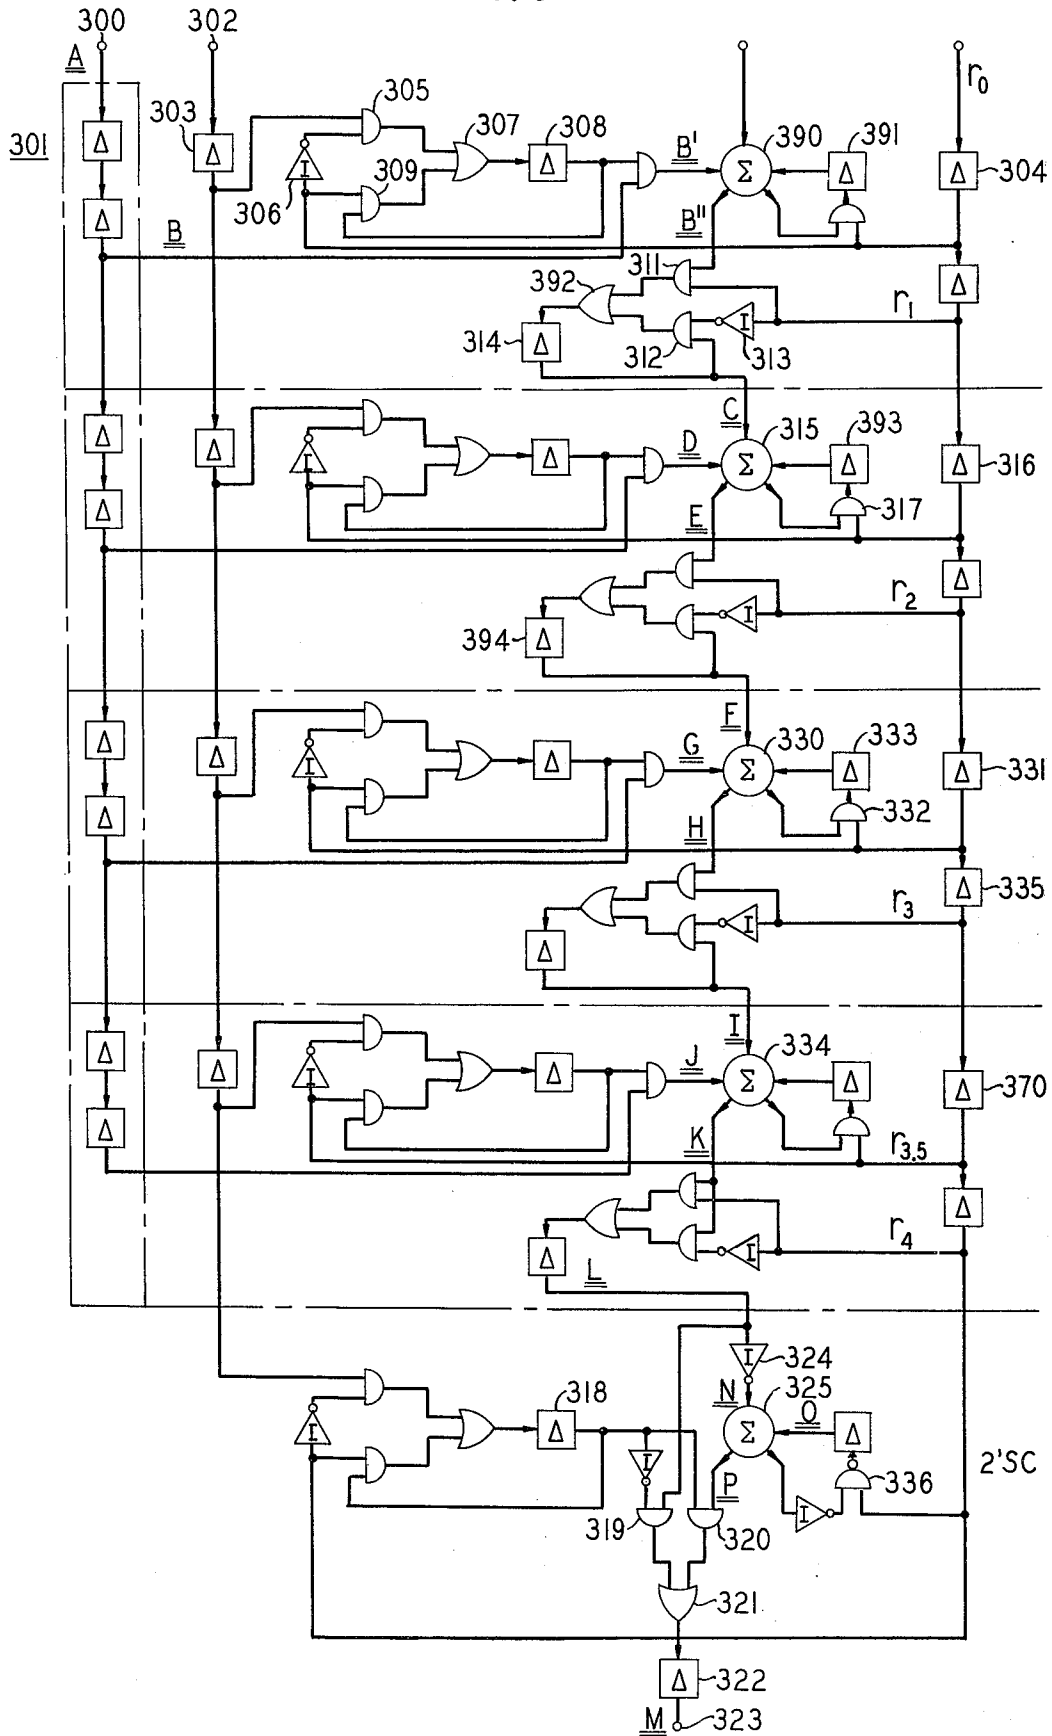 300 302
A r₀
301 303 Δ Δ 305 307 308 Δ 390 Σ 391 Δ 304 Δ
B' I 306 309
Δ B B"
311 Δ
392 r₁
314 Δ 312 I 313
C
Δ Δ I Δ D 315 Σ 393 Δ 316 Δ
Δ 317
E
Δ
r₂
394 Δ I
F
Δ Δ I Δ G 330 Σ 333 Δ 331 Δ
Δ 332
H
Δ 335
r₃
Δ I
I
Δ Δ I Δ J 334 Σ Δ 370 Δ
Δ
K r₃.₅
Δ
r₄
Δ I
L
I 324
318 Δ N 325 Σ O Δ
I I 2'SC
P I 336
319 320
321
Δ 322
M 323